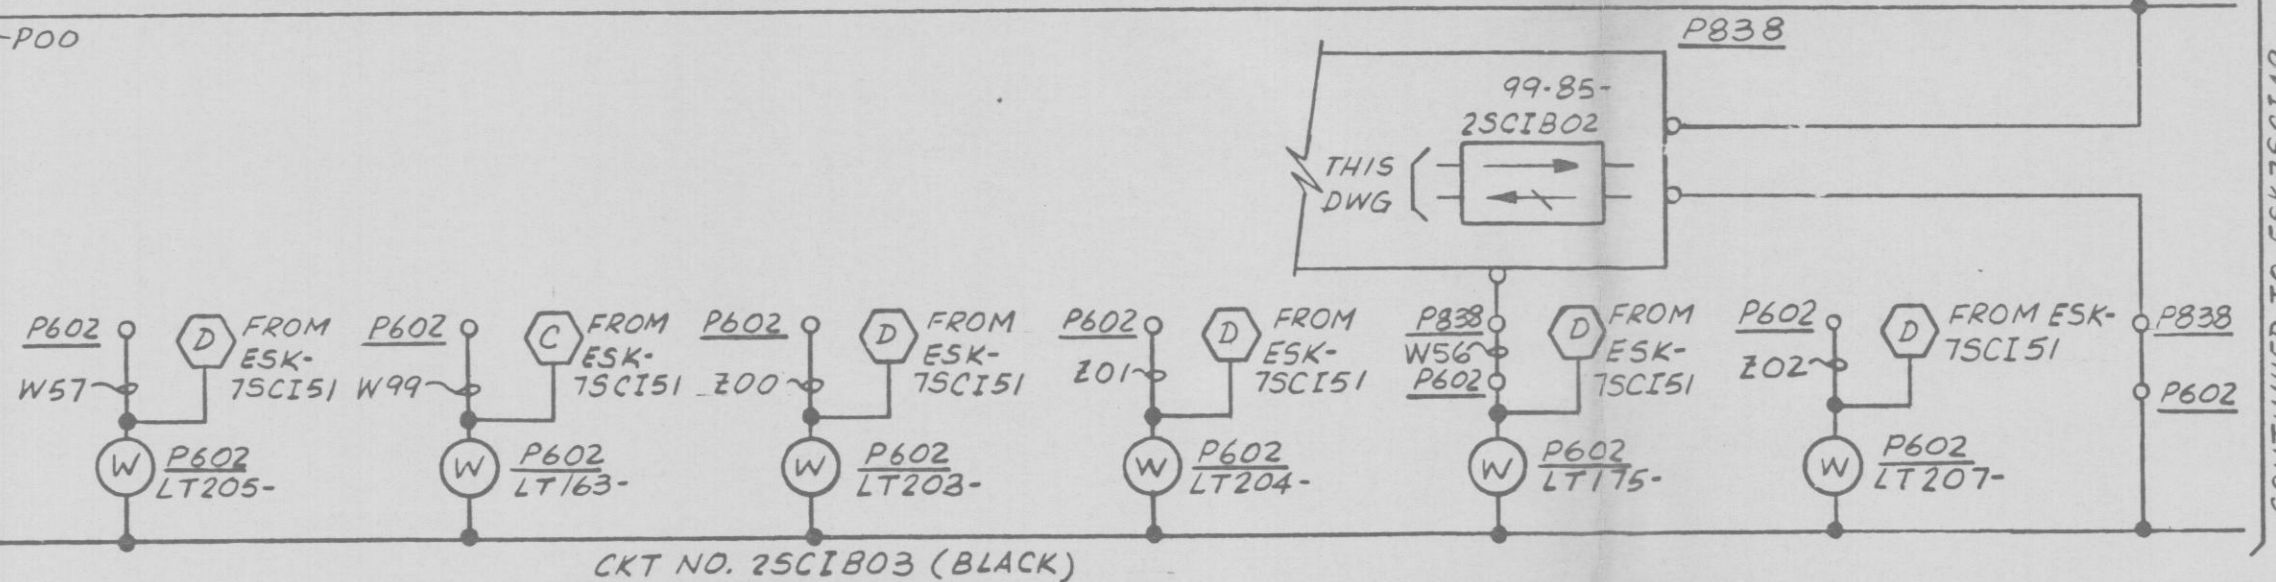 -P00
P838
99-85-
2SCIB02
THIS
DWG
P602
D
FROM
ESK-
7SCI51
W57
W
P602
LT205-
P602
C
FROM
ESK-
7SCI51
W99
W
P602
LT163-
P602
D
FROM
ESK-
7SCI51
Z00
W
P602
LT203-
P602
D
FROM
ESK-
7SCI51
Z01
W
P602
LT204-
P838
W56
P602
D
FROM
ESK-
7SCI51
W
P602
LT175-
P602
D
FROM ESK-
7SCI51
Z02
W
P602
LT207-
P838
P602
CKT NO. 2SCIB03 (BLACK)